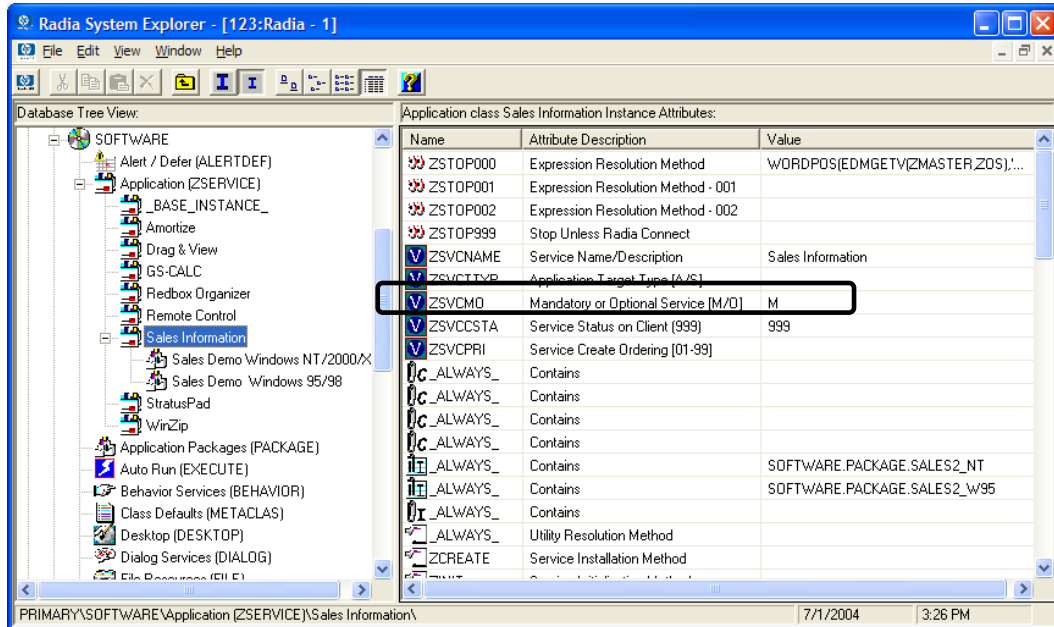 Radia System Explorer - [123:Radia - 1]
File Edit View Window Help
Database Tree View:
SOFTWARE
Alert / Defer (ALERTDEF)
Application (ZSERVICE)
_BASE_INSTANCE_
Amortize
Drag & View
GS-CALC
Redbox Organizer
Remote Control
Sales Information
Sales Demo Windows NT/2000/X
Sales Demo Windows 95/98
StratusPad
WinZip
Application Packages (PACKAGE)
Auto Run (EXECUTE)
Behavior Services (BEHAVIOR)
Class Defaults (METACLAS)
Desktop (DESKTOP)
Dialog Services (DIALOG)
File Resources (FILE)
Application class Sales Information Instance Attributes:
Name Attribute Description Value
ZSTOP000 Expression Resolution Method WORDPOS(EDMGETV(ZMASTER,ZOS),'...
ZSTOP001 Expression Resolution Method - 001
ZSTOP002 Expression Resolution Method - 002
ZSTOP999 Stop Unless Radia Connect
ZSVCNAME Service Name/Description Sales Information
ZSVCTTYP Application Target Type [A/S]
ZSVCMO Mandatory or Optional Service [M/O] M
ZSVCCSTA Service Status on Client (999) 999
ZSVCPRI Service Create Ordering [01-99]
_ALWAYS_ Contains
_ALWAYS_ Contains
_ALWAYS_ Contains
_ALWAYS_ Contains
_ALWAYS_ Contains SOFTWARE.PACKAGE.SALES2_NT
_ALWAYS_ Contains SOFTWARE.PACKAGE.SALES2_W95
_ALWAYS_ Contains
_ALWAYS_ Utility Resolution Method
ZCREATE Service Installation Method
PRIMARY\SOFTWARE\Application (ZSERVICE)\Sales Information\ 7/1/2004 3:26 PM